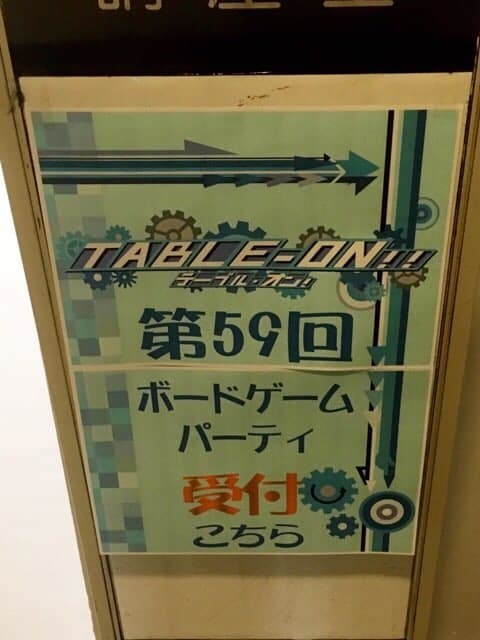 TABLE-ON!!
テーブル・オン!
第59回
ボードゲーム
パーティ
受付
こちら